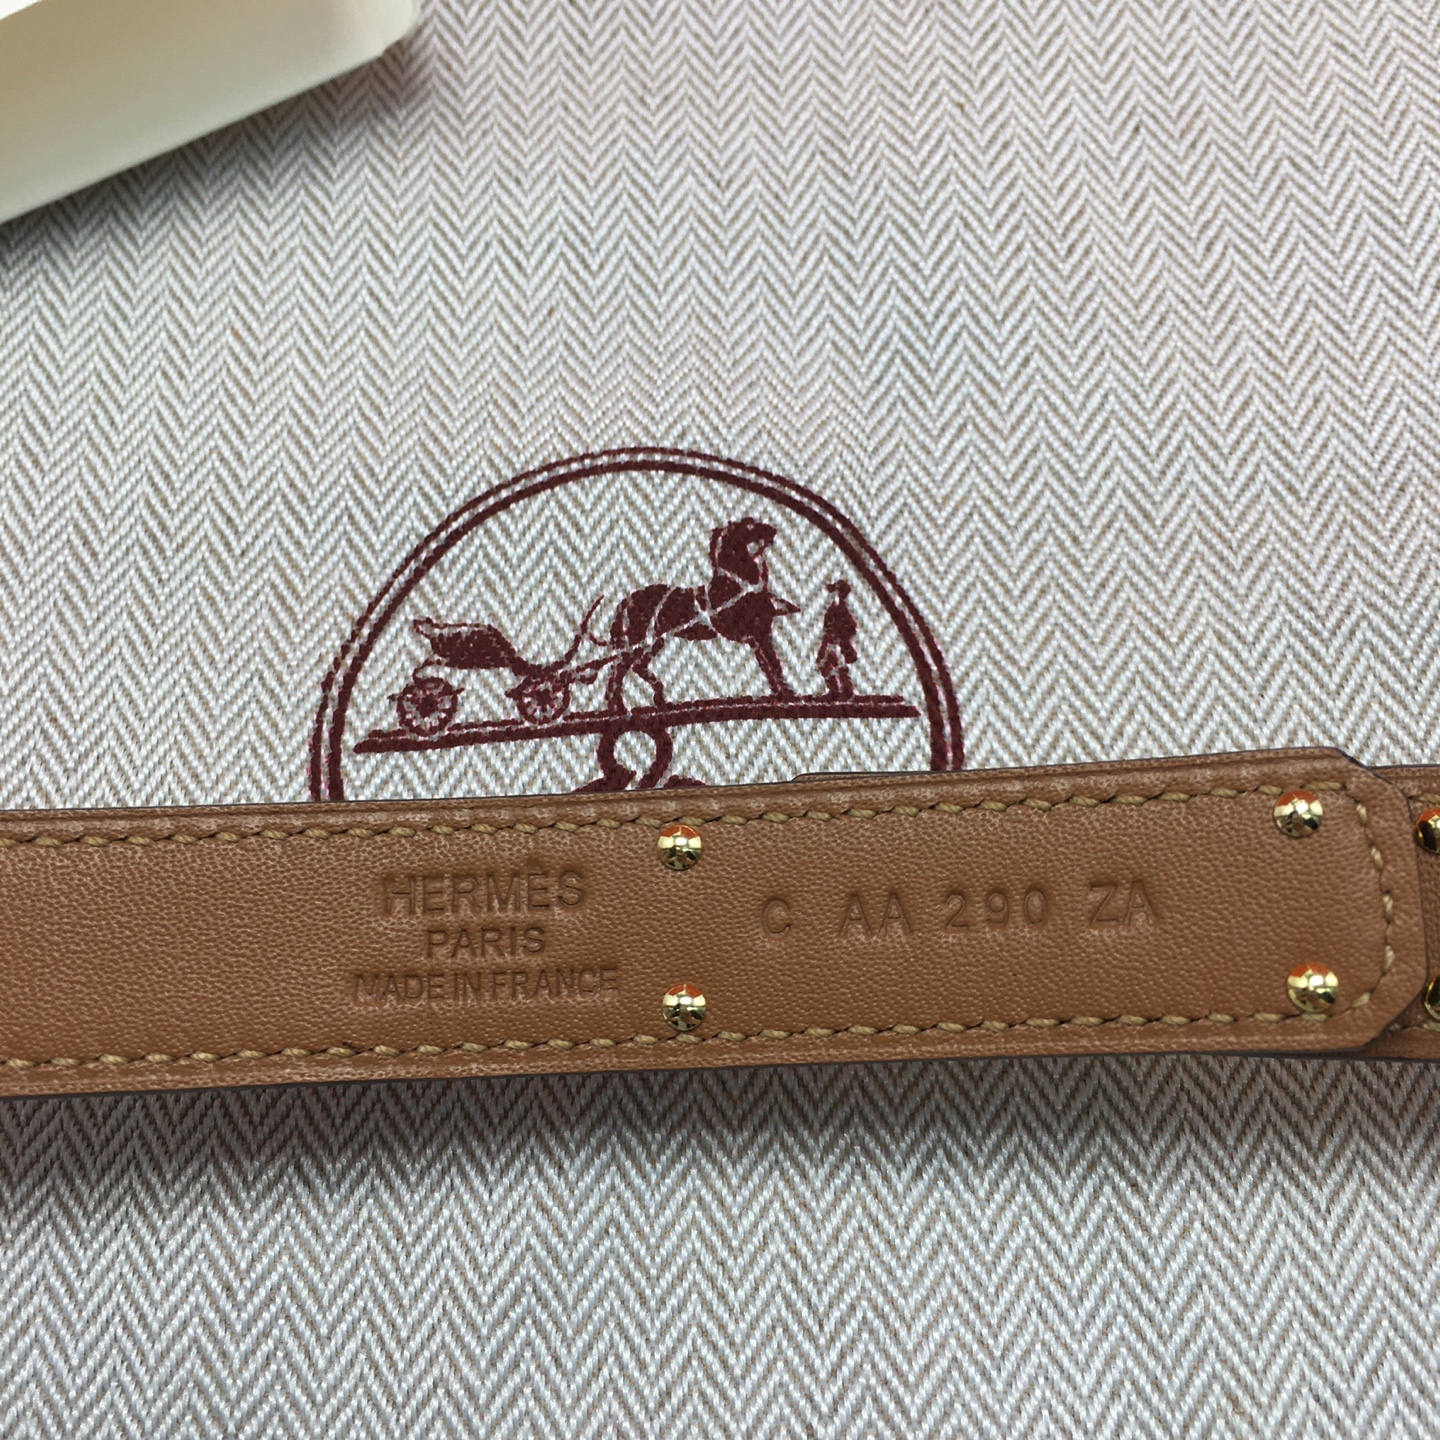 HERMÈS
PARIS
MADE IN FRANCE
C AA 290 ZA